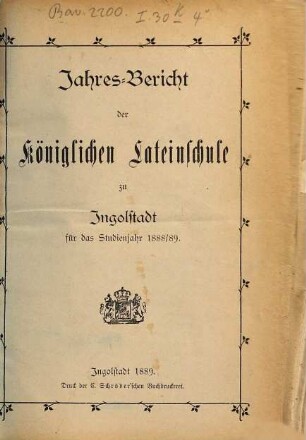 Bav. 2200. I. 30 K 4°
Jahres=Bericht
der
Königlichen Lateinschule
zu
Ingolstadt
für das Studienjahr 1888/89.
Ingolstadt 1889.
Druck der C. Schröder'schen Buchdruckerei.